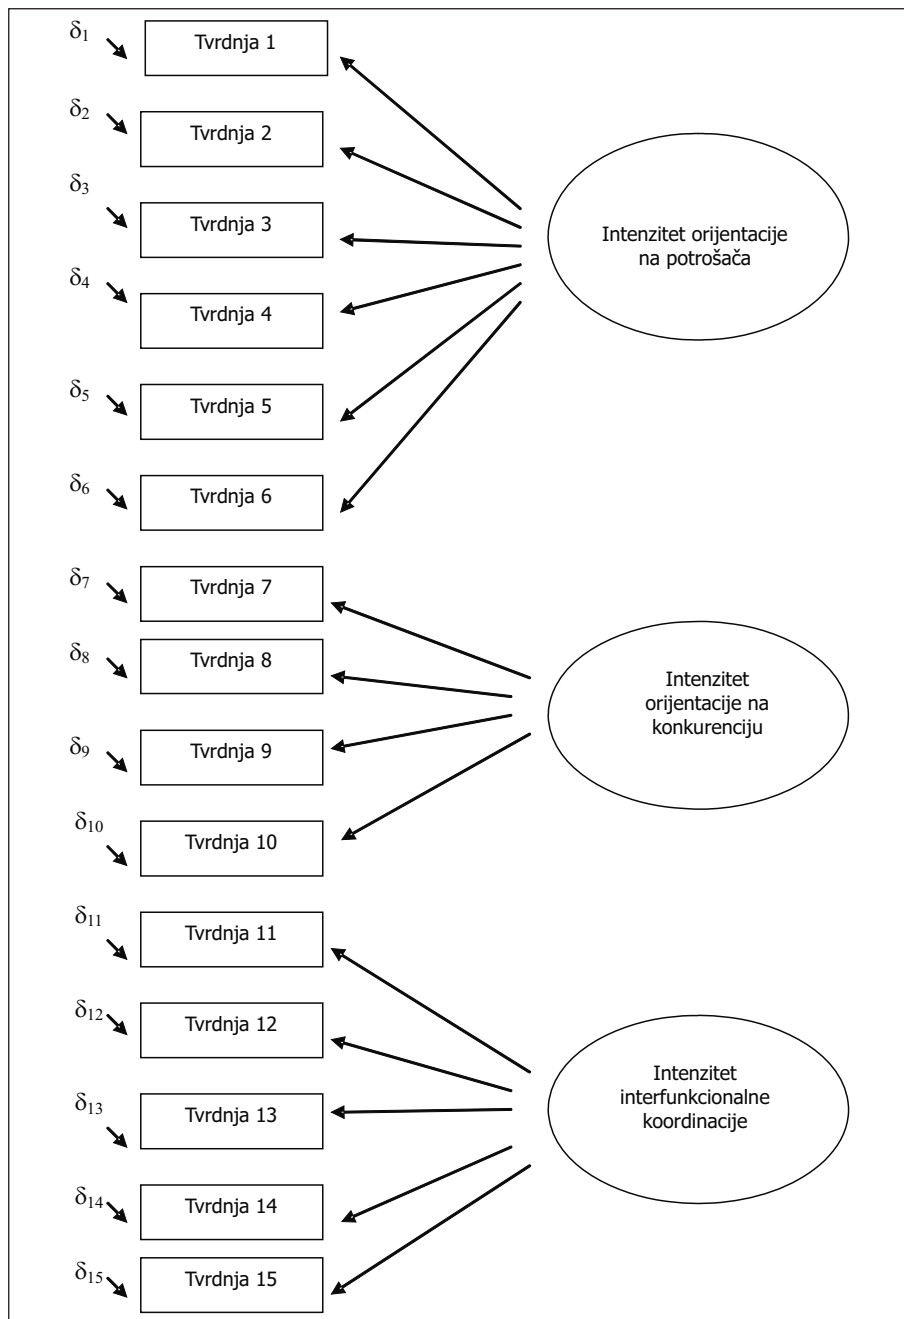 δ1
Tvrdnja 1
δ2
Tvrdnja 2
δ3
Tvrdnja 3
δ4
Tvrdnja 4
δ5
Tvrdnja 5
δ6
Tvrdnja 6
Intenzitet orijentacije
na potrošača
δ7
Tvrdnja 7
δ8
Tvrdnja 8
δ9
Tvrdnja 9
δ10
Tvrdnja 10
Intenzitet
orijentacije na
konkurenciju
δ11
Tvrdnja 11
δ12
Tvrdnja 12
δ13
Tvrdnja 13
δ14
Tvrdnja 14
δ15
Tvrdnja 15
Intenzitet
interfunkcionalne
koordinacije